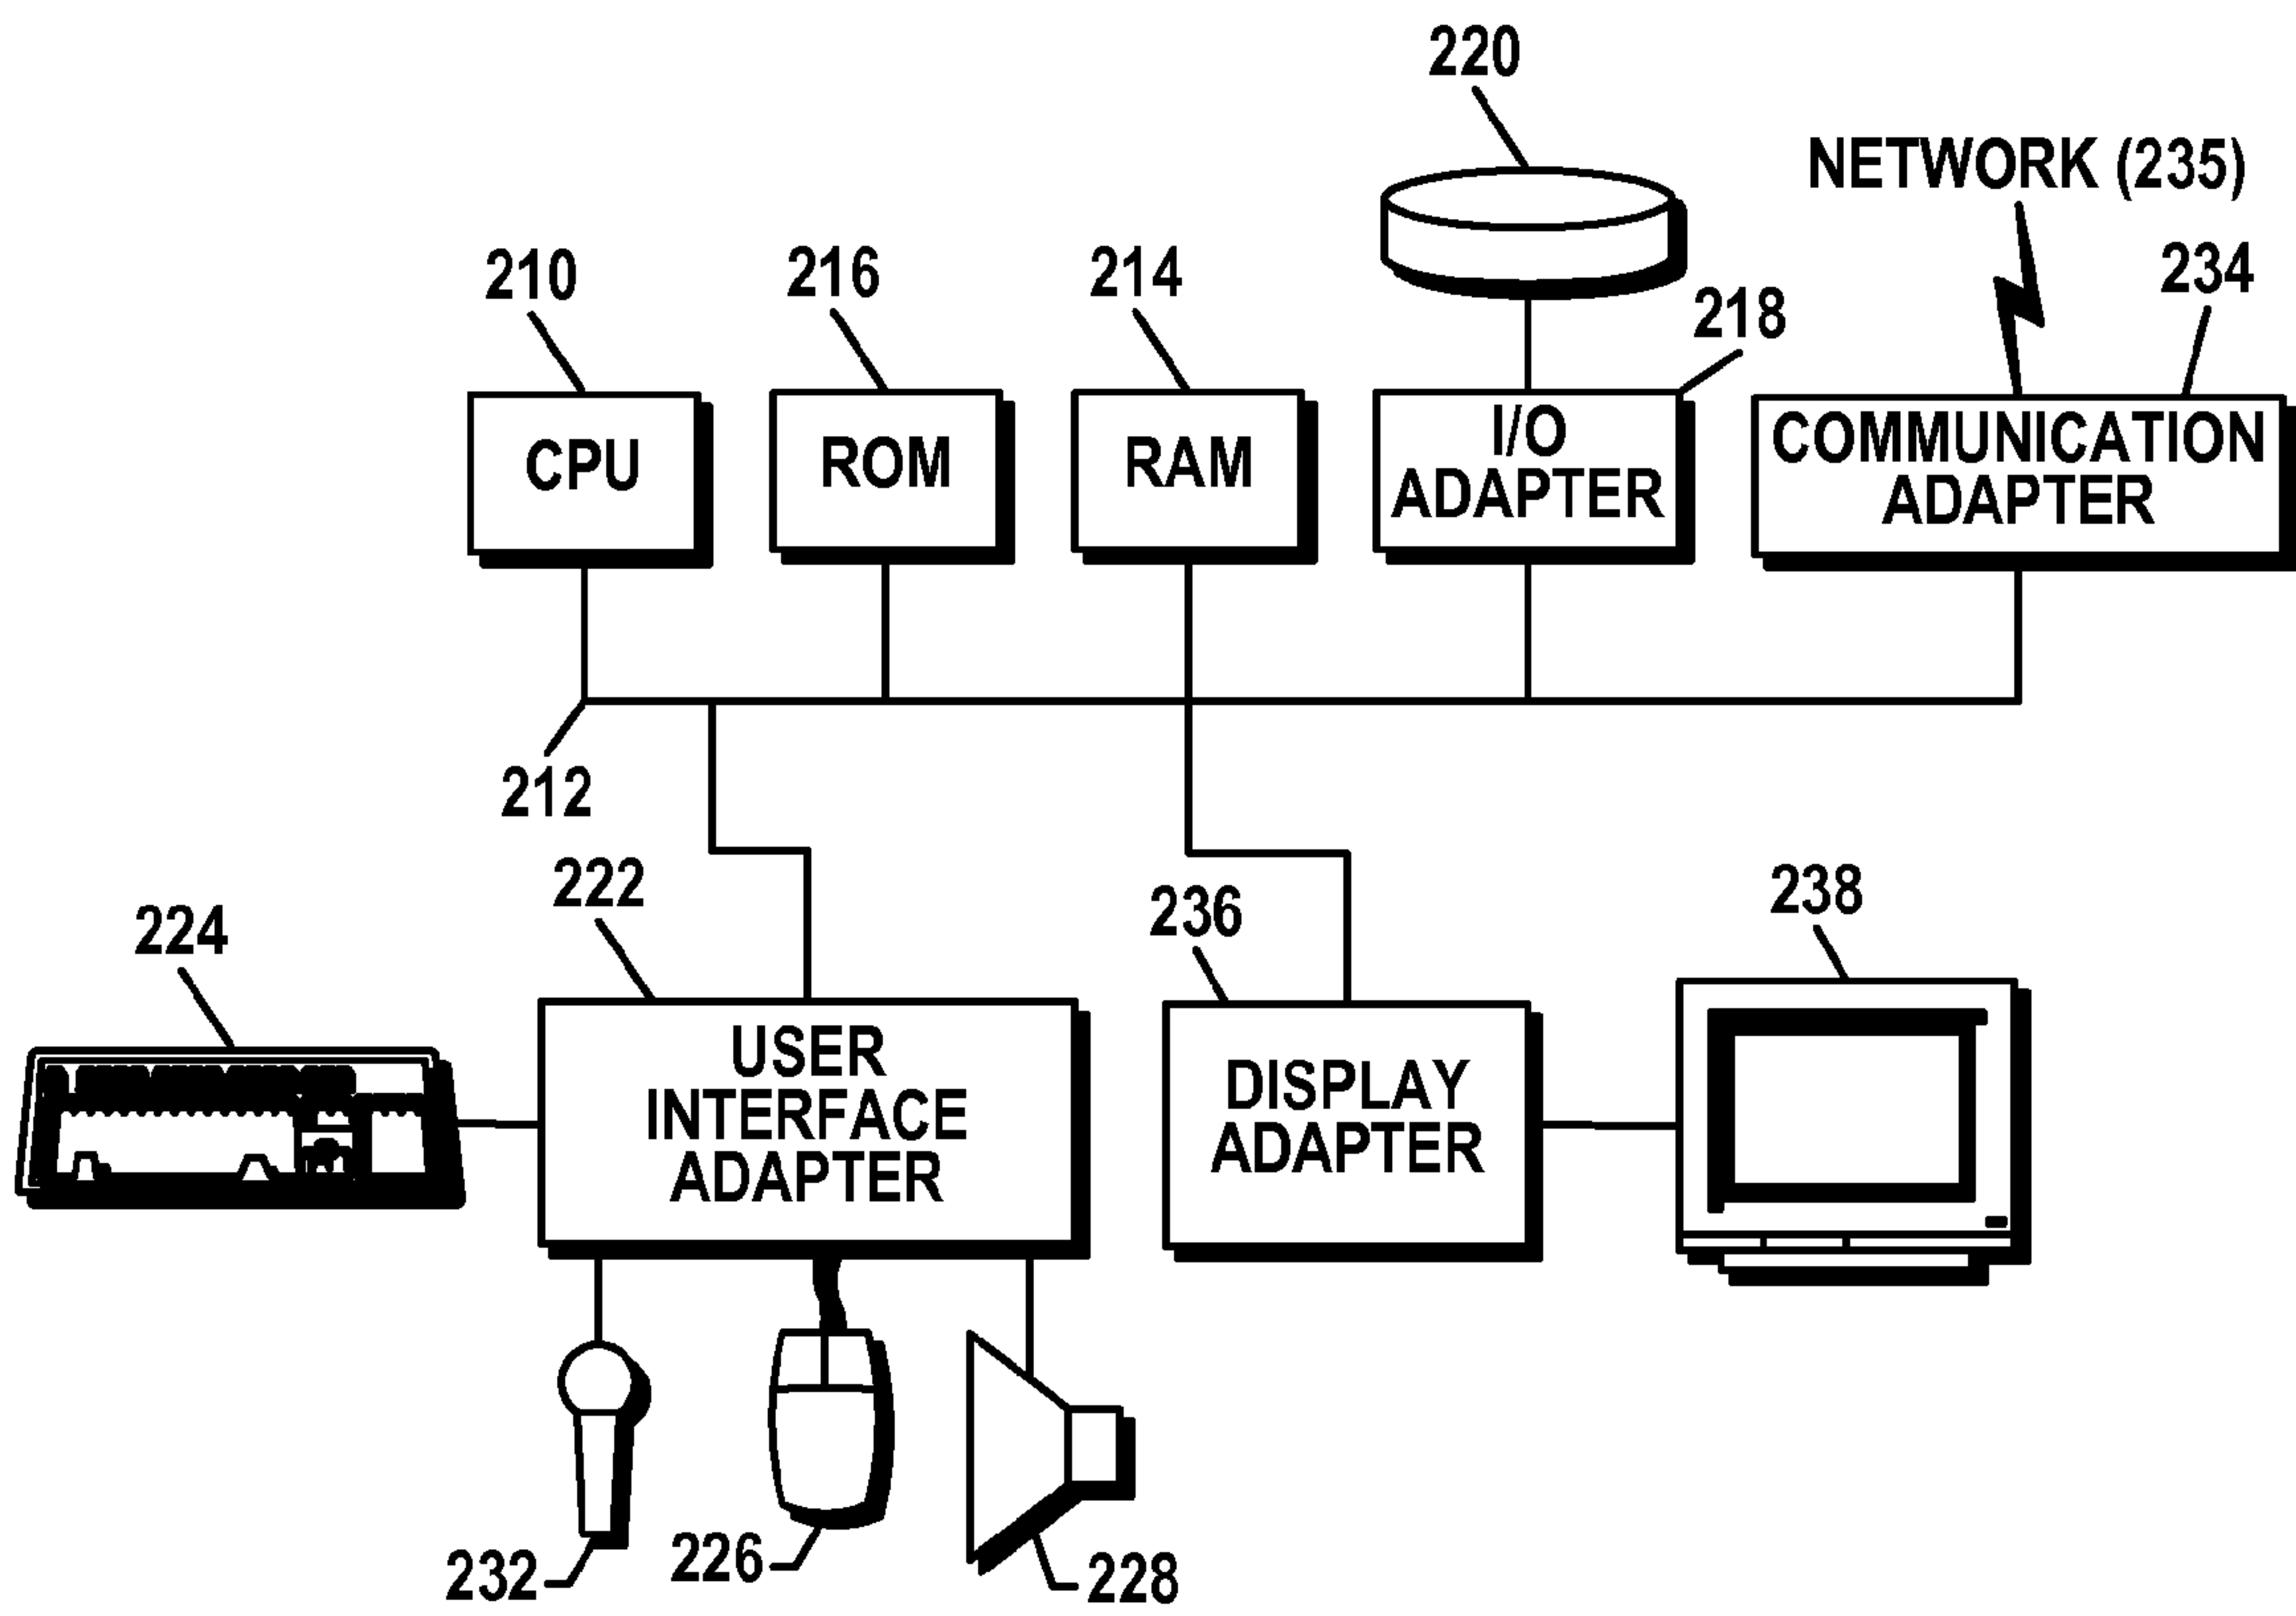 220
NETWORK (235)
210
216
214
218
234
CPU
ROM
RAM
I/O
ADAPTER
COMMUNICATION
ADAPTER
212
222
224
236
238
USER
INTERFACE
ADAPTER
DISPLAY
ADAPTER
232
226
228